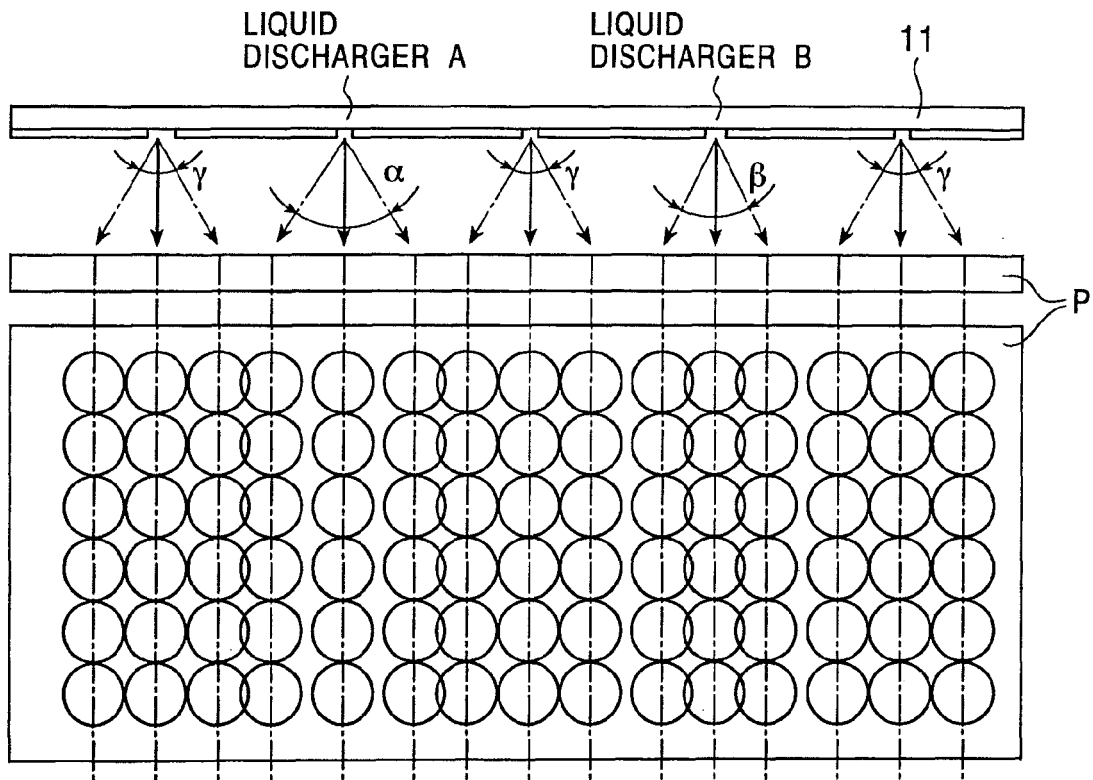 LIQUID
DISCHARGER A
LIQUID
DISCHARGER B
11
γ
α
γ
β
γ
P